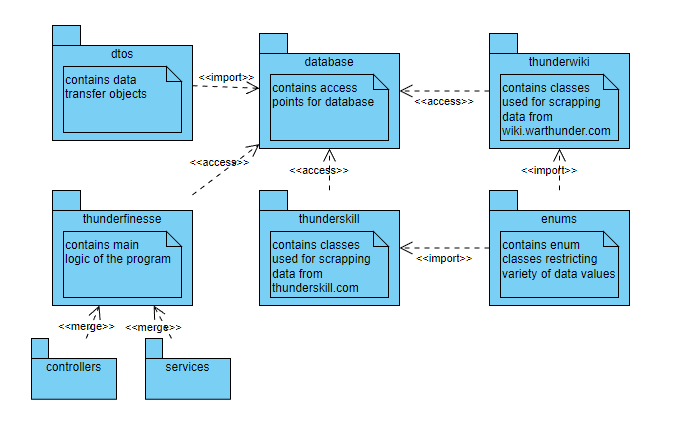 dtos
contains data
transfer objects
<<import>>
database
contains access
points for database
<<access>>
thunderwiki
contains classes
used for scrapping
data from
wiki.warthunder.com
<<access>>
<<access>>
<<import>>
thunderfinesse
contains main
logic of the program
thunderskill
contains classes
used for scrapping
data from
thunderskill.com
<<import>>
enums
contains enum
classes restricting
variety of data values
<<merge>>
<<merge>>
controllers
services